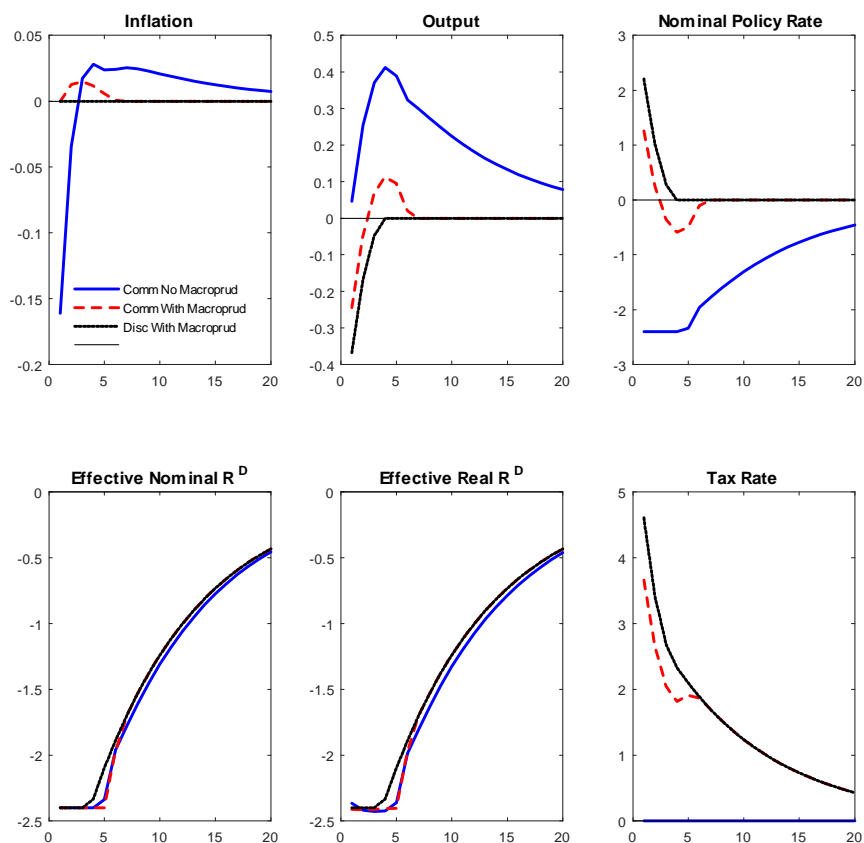 Inflation
0.05
0
-0.05
-0.1
-0.15
-0.2
0 5 10 15 20
Comm No Macroprud
Comm With Macroprud
Disc With Macroprud
Output
0.5
0.4
0.3
0.2
0.1
0
-0.1
-0.2
-0.3
-0.4
0 5 10 15 20
Nominal Policy Rate
3
2
1
0
-1
-2
-3
0 5 10 15 20
Effective Nominal R D
0
-0.5
-1
-1.5
-2
-2.5
0 5 10 15 20
Effective Real R D
0
-0.5
-1
-1.5
-2
-2.5
0 5 10 15 20
Tax Rate
5
4
3
2
1
0
0 5 10 15 20